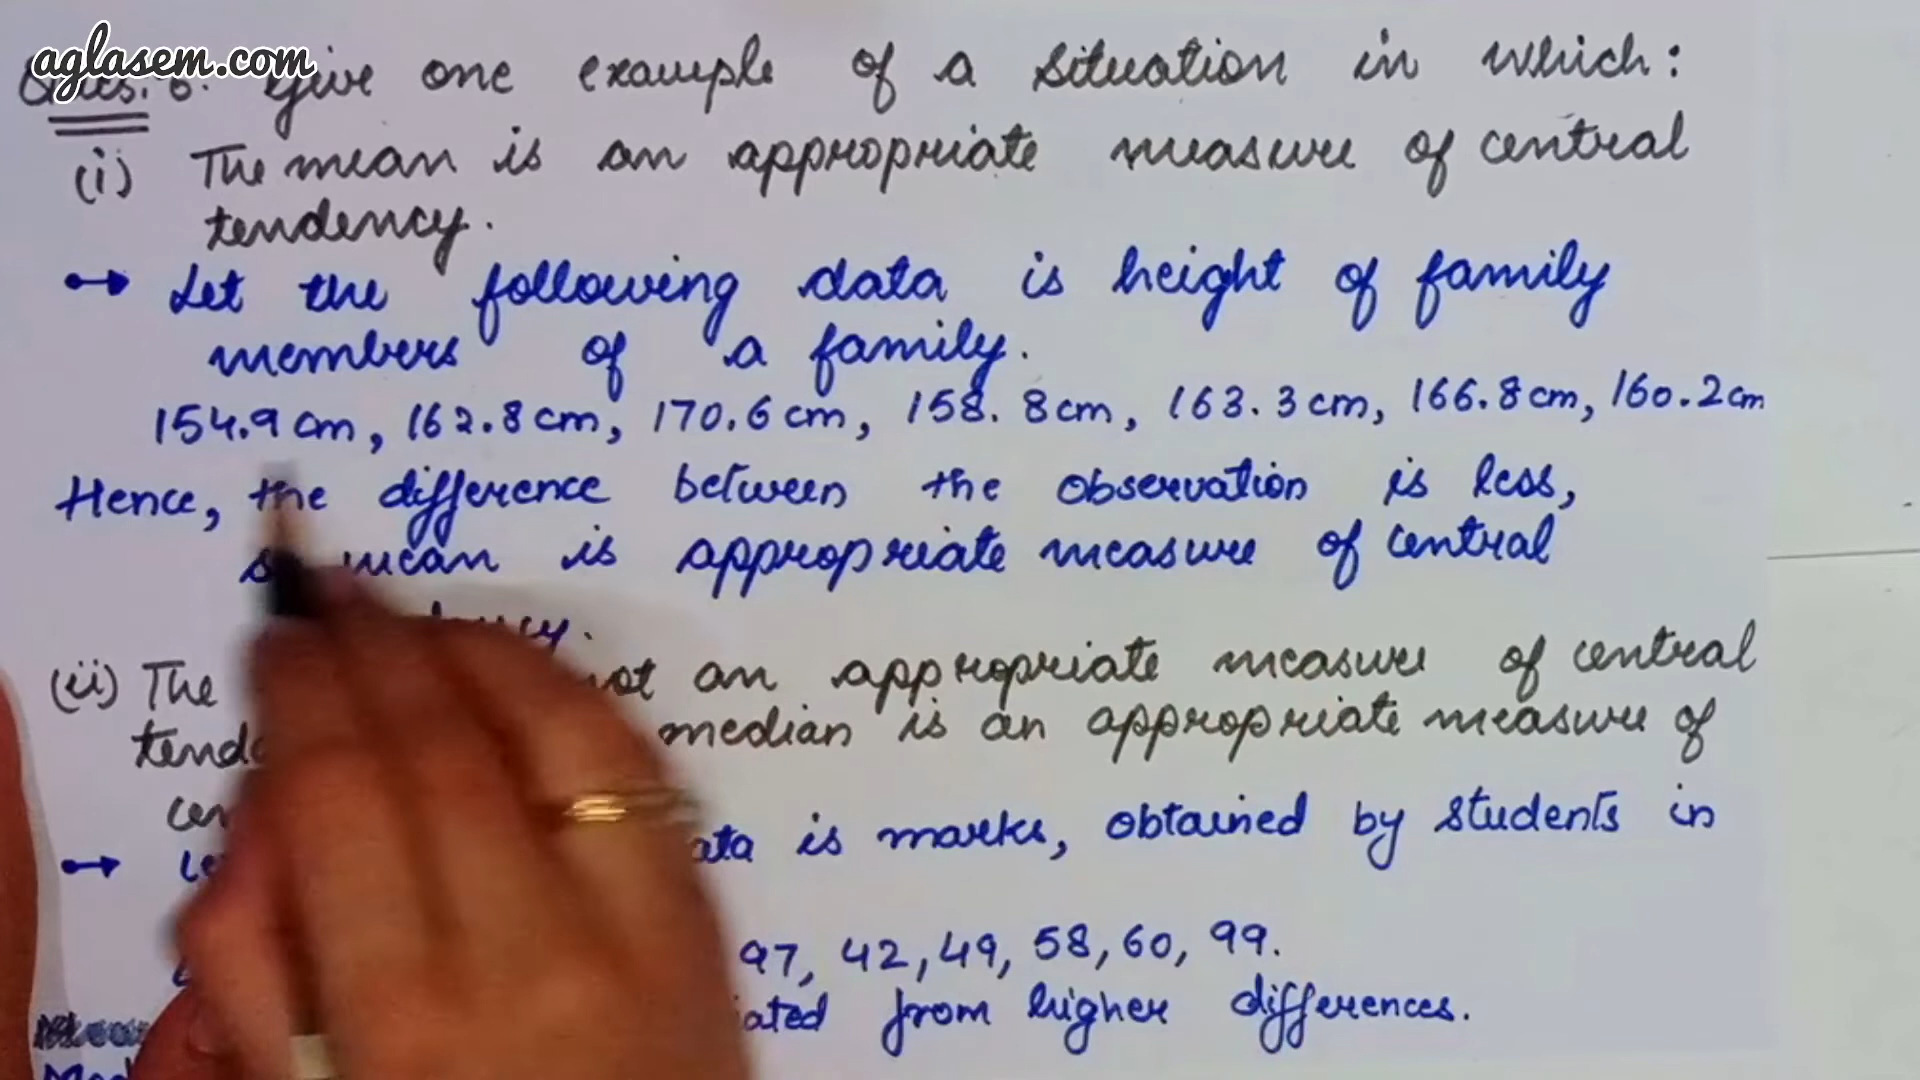 aglasem.com
Ques. 6. Give one example of a situation in which:
(i) The mean is an appropriate measure of central
tendency.
Let the following data is height of family
members of a family.
154.9 cm, 162.8 cm, 170.6 cm, 158.8 cm, 163.3 cm, 166.8 cm, 160.2 cm
Hence, the difference between the observation is less,
mean is appropriate measure of central
(ii) The not an appropriate measure of central
median is an appropriate measure of
is marks, obtained by students in
97, 42, 49, 58, 60, 99.
from higher differences.